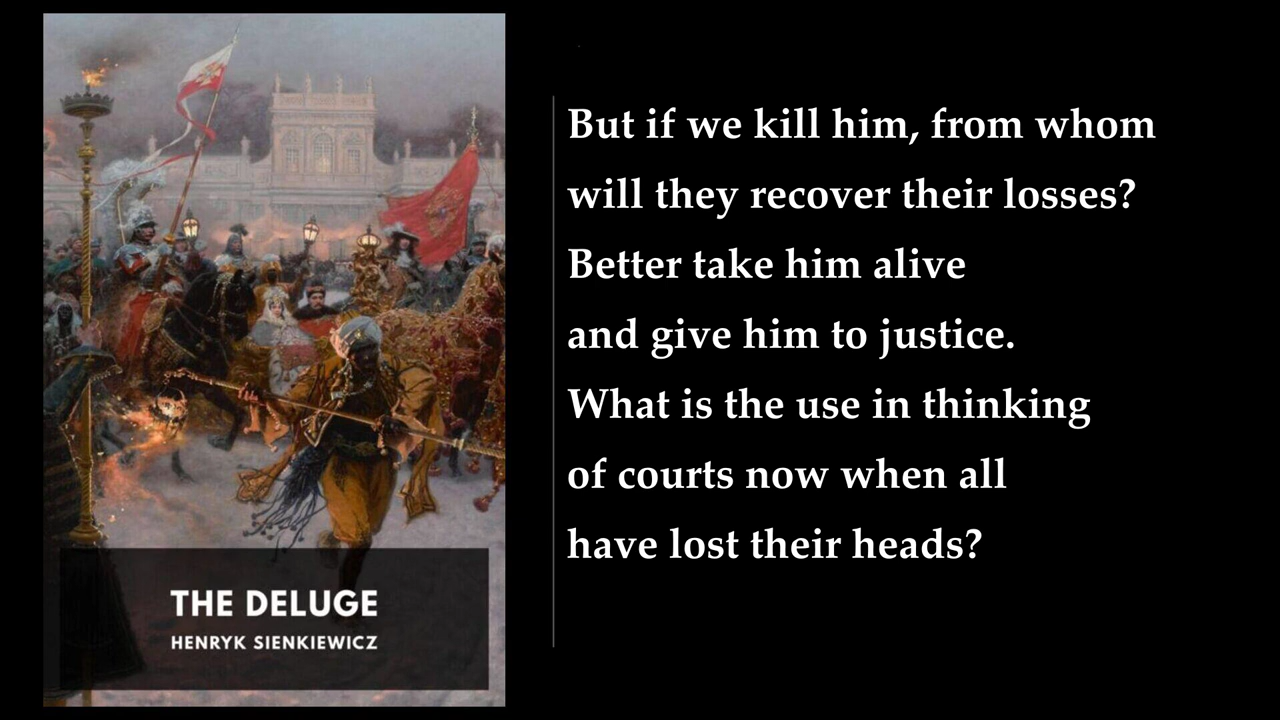 But if we kill him, from whom
will they recover their losses?
Better take him alive
and give him to justice.
What is the use in thinking
of courts now when all
have lost their heads?
THE DELUGE
HENRYK SIENKIEWICZ